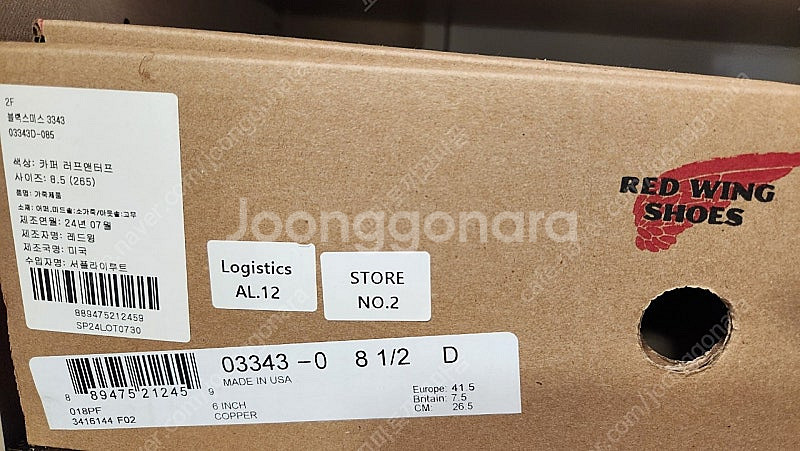 2F
블랙스미스 3343
03343D-085
색상: 카퍼 러프앤터프
사이즈: 8.5 (265)
품명: 가죽제품
소재: 어퍼,미드솔:소가죽/아웃솔:고무
제조연월: 24년 07월
제조자명: 레드윙
제조국명: 미국
수입자명: 서플라이루트
889475212459
SP24LOT0730
Logistics
AL.12
STORE
NO.2
RED WING
SHOES
Joonggonara
03343 -0 8 1/2 D
MADE IN USA
8 89475 21245 9
018PF
3416144 F02
6 INCH
COPPER
Europe: 41.5
Britain: 7.5
CM: 26.5